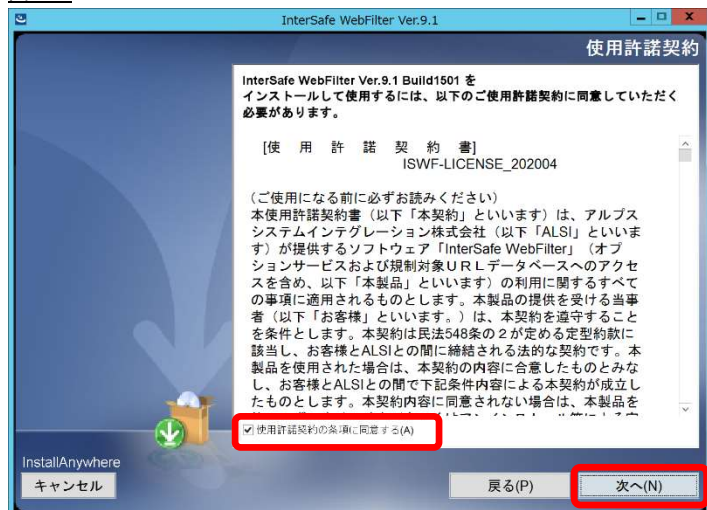 InterSafe WebFilter Ver.9.1
使用許諾契約
InterSafe WebFilter Ver.9.1 Build1501 を
インストールして使用するには、以下のご使用許諾契約に同意していただく
必要があります。
[使 用 許 諾 契 約 書]
ISWF-LICENSE_202004
(ご使用になる前に必ずお読みください)
本使用許諾契約書(以下「本契約」といいます)は、アルプス
システムインテグレーション株式会社(以下「ALSI」といいま
す)が提供するソフトウェア「InterSafe WebFilter」(オプ
ションサービスおよび規制対象URLデータベースへのアクセ
スを含め、以下「本製品」といいます)の利用に関するすべて
の事項に適用されるものとします。本製品の提供を受ける当事
者(以下「お客様」といいます。)は、本契約を遵守すること
を条件とします。本契約は民法548条の2が定める定型約款に
該当し、お客様とALSIとの間に締結される法的な契約です。本
製品を使用された場合は、本契約の内容に合意したものとみな
し、お客様とALSIとの間で下記条件内容による本契約が成立し
たものとします。本契約内容に同意されない場合は、本製品を
使用許諾契約の条項に同意する(A)
InstallAnywhere
キャンセル
戻る(P)
次へ(N)